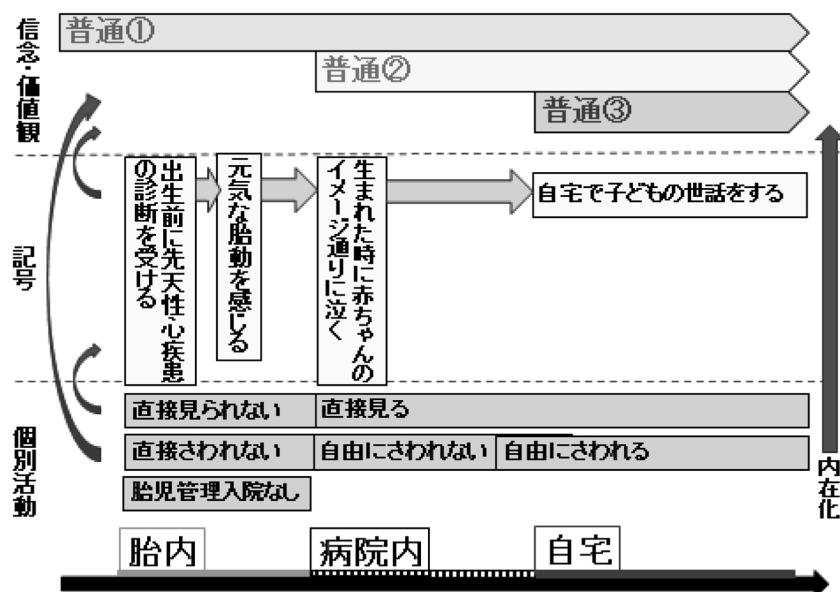 信念・価値観
普通①
普通②
普通③
記号
出生前に先天性心疾患
の診断を受ける
元気な胎動を感じる
生まれた時に赤ちゃんの
イメージ通りに泣く
自宅で子どもの世話をする
個別活動
直接見られない
直接見る
直接さわれない
自由にさわれない
自由にさわれる
胎児管理入院なし
内在化
胎内
病院内
自宅